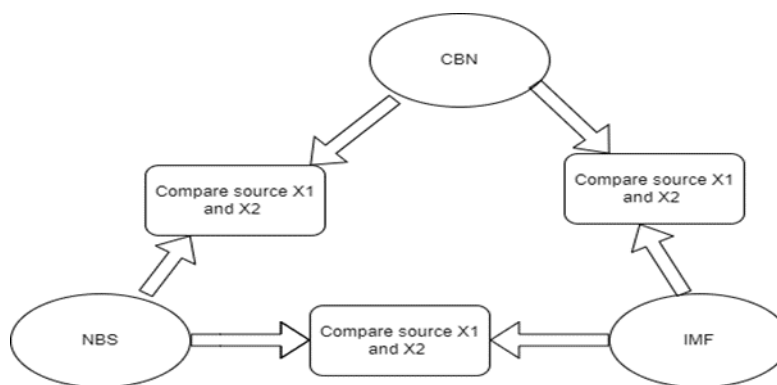 CBN
Compare source X1
and X2
Compare source X1
and X2
NBS
Compare source X1
and X2
IMF